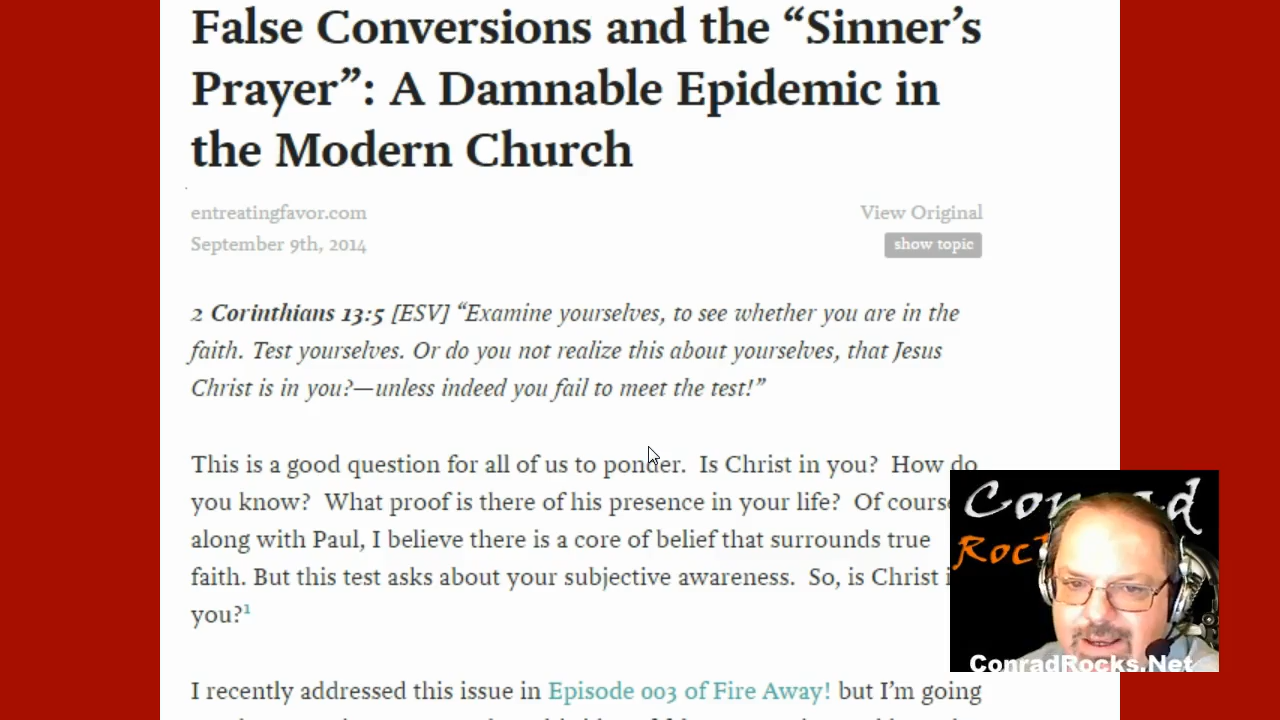 False Conversions and the “Sinner’s
Prayer”: A Damnable Epidemic in
the Modern Church
entreatingfavor.com
View Original
September 9th, 2014
show topic
2 Corinthians 13:5 [ESV] “Examine yourselves, to see whether you are in the
faith. Test yourselves. Or do you not realize this about yourselves, that Jesus
Christ is in you?—unless indeed you fail to meet the test!”
This is a good question for all of us to ponder. Is Christ in you? How do
you know? What proof is there of his presence in your life? Of cours
along with Paul, I believe there is a core of belief that surrounds true
faith. But this test asks about your subjective awareness. So, is Christ i
you?1
I recently addressed this issue in Episode 003 of Fire Away! but I’m going
ConradRocks.Net